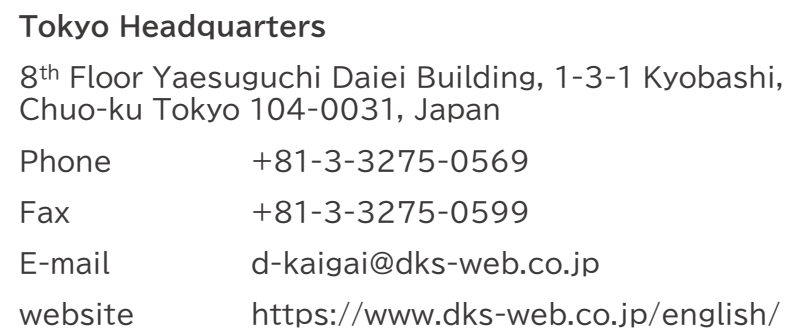 Tokyo Headquarters
8th Floor Yaesuguchi Daiei Building, 1-3-1 Kyobashi,
Chuo-ku Tokyo 104-0031, Japan
Phone +81-3-3275-0569
Fax +81-3-3275-0599
E-mail d-kaigai@dks-web.co.jp
website https://www.dks-web.co.jp/english/